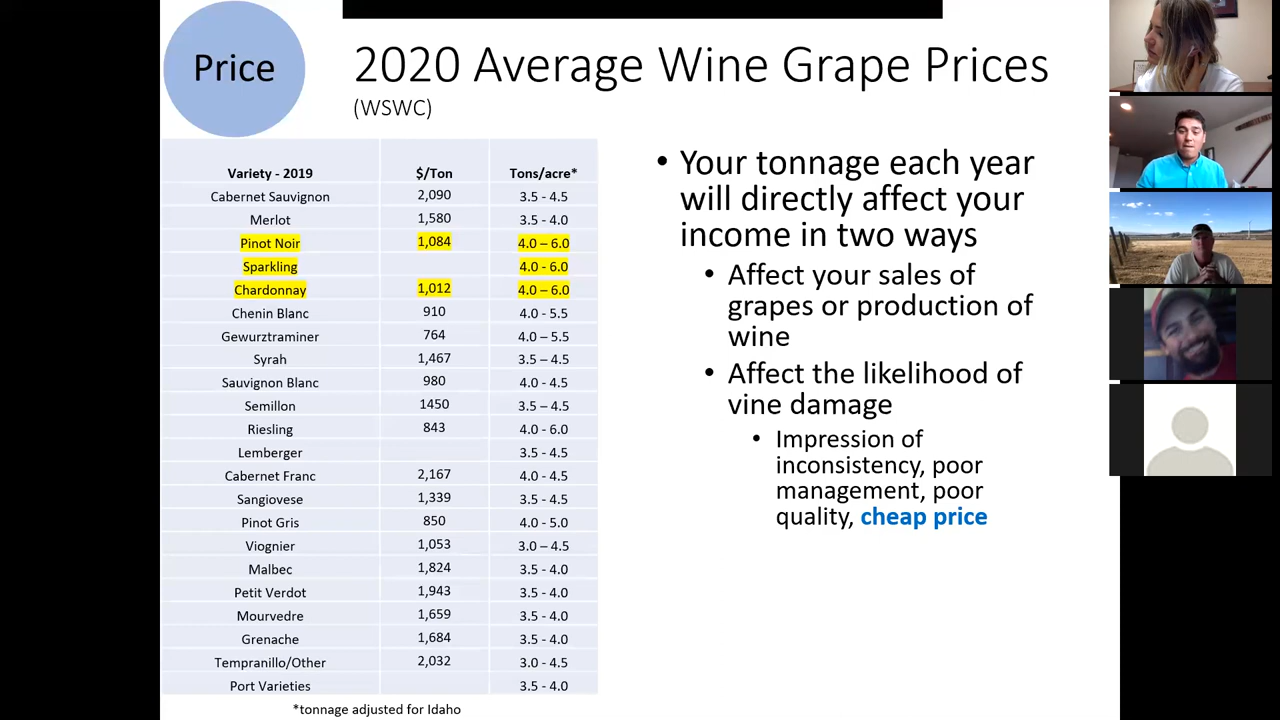 Price
2020 Average Wine Grape Prices
(WSWC)
Variety - 2019 $/Ton Tons/acre*
Cabernet Sauvignon 2,090 3.5 - 4.5
Merlot 1,580 3.5 - 4.0
Pinot Noir 1,084 4.0 – 6.0
Sparkling 4.0 - 6.0
Chardonnay 1,012 4.0 – 6.0
Chenin Blanc 910 4.0 - 5.5
Gewurztraminer 764 4.0 – 5.5
Syrah 1,467 3.5 – 4.5
Sauvignon Blanc 980 4.0 - 4.5
Semillon 1450 3.5 – 4.5
Riesling 843 4.0 - 6.0
Lemberger 3.5 - 4.5
Cabernet Franc 2,167 4.0 - 4.5
Sangiovese 1,339 3.5 - 4.5
Pinot Gris 850 4.0 - 5.0
Viognier 1,053 3.0 – 4.5
Malbec 1,824 3.5 - 4.0
Petit Verdot 1,943 3.5 - 4.0
Mourvedre 1,659 3.5 - 4.0
Grenache 1,684 3.5 - 4.0
Tempranillo/Other 2,032 3.0 - 4.5
Port Varieties 3.5 - 4.0
*tonnage adjusted for Idaho
• Your tonnage each year
will directly affect your
income in two ways
• Affect your sales of
grapes or production of
wine
• Affect the likelihood of
vine damage
• Impression of
inconsistency, poor
management, poor
quality, cheap price